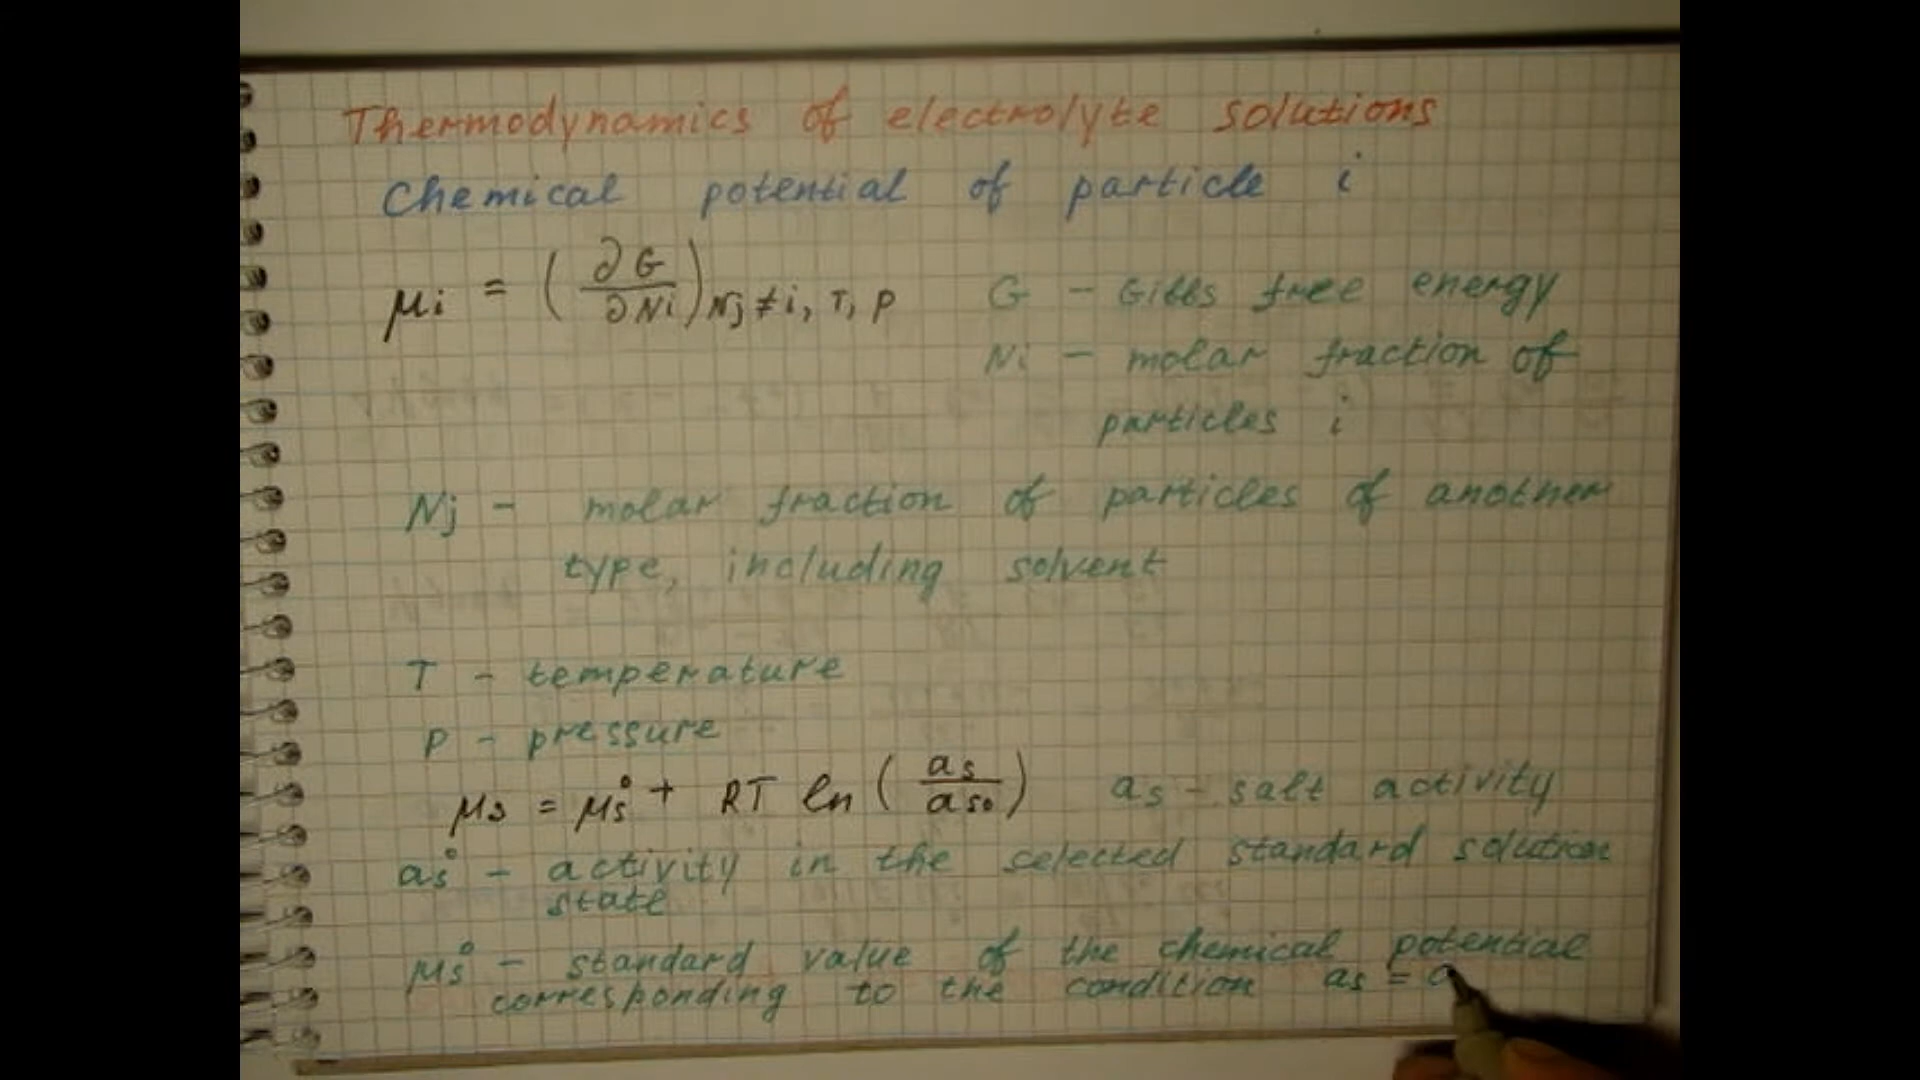 Thermodynamics of electrolyte solutions
Chemical potential of particle i
μi = (∂G/∂Ni)Nj≠i, T, P
G - Gibbs free energy
Ni - molar fraction of
particles i
Nj - molar fraction of particles of another
type, including solvent
T - temperature
P - pressure
μs = μs° + RT ln (as/aso)
as - salt activity
as° - activity in the selected standard solution
state
μs° - standard value of the chemical potential
corresponding to the condition as = a